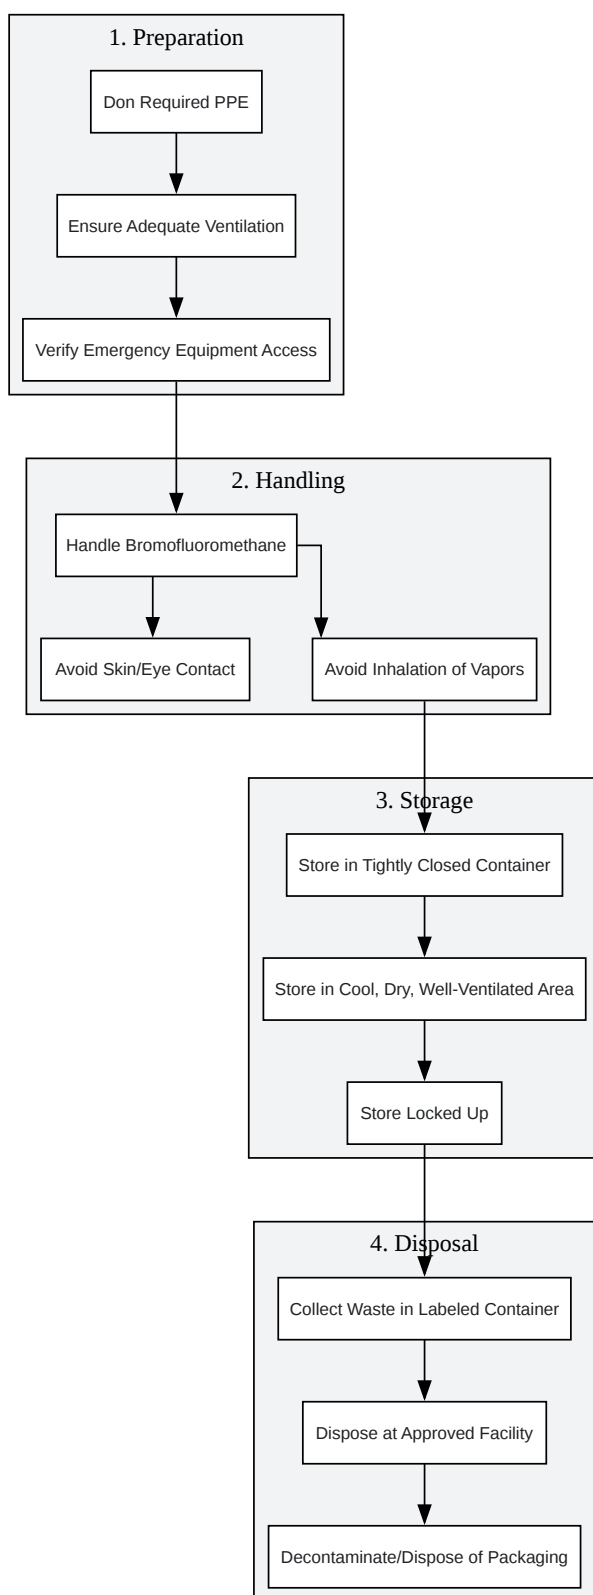 1. Preparation
Don Required PPE
Ensure Adequate Ventilation
Verify Emergency Equipment Access
2. Handling
Handle Bromofluoromethane
Avoid Skin/Eye Contact
Avoid Inhalation of Vapors
3. Storage
Store in Tightly Closed Container
Store in Cool, Dry, Well-Ventilated Area
Store Locked Up
4. Disposal
Collect Waste in Labeled Container
Dispose at Approved Facility
Decontaminate/Dispose of Packaging